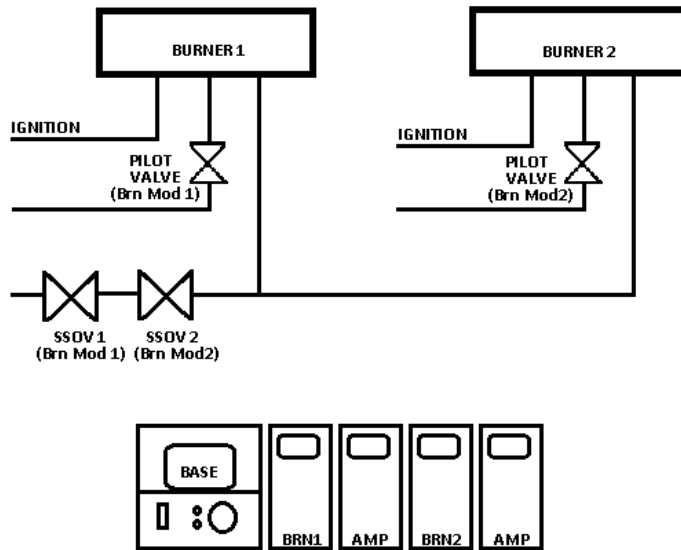 BURNER 1
BURNER 2
IGNITION
IGNITION
PILOT
VALVE
(Brn Mod 1)
PILOT
VALVE
(Brn Mod2)
SSOV 1
(Brn Mod 1)
SSOV 2
(Brn Mod2)
BASE
BRN1
AMP
BRN2
AMP